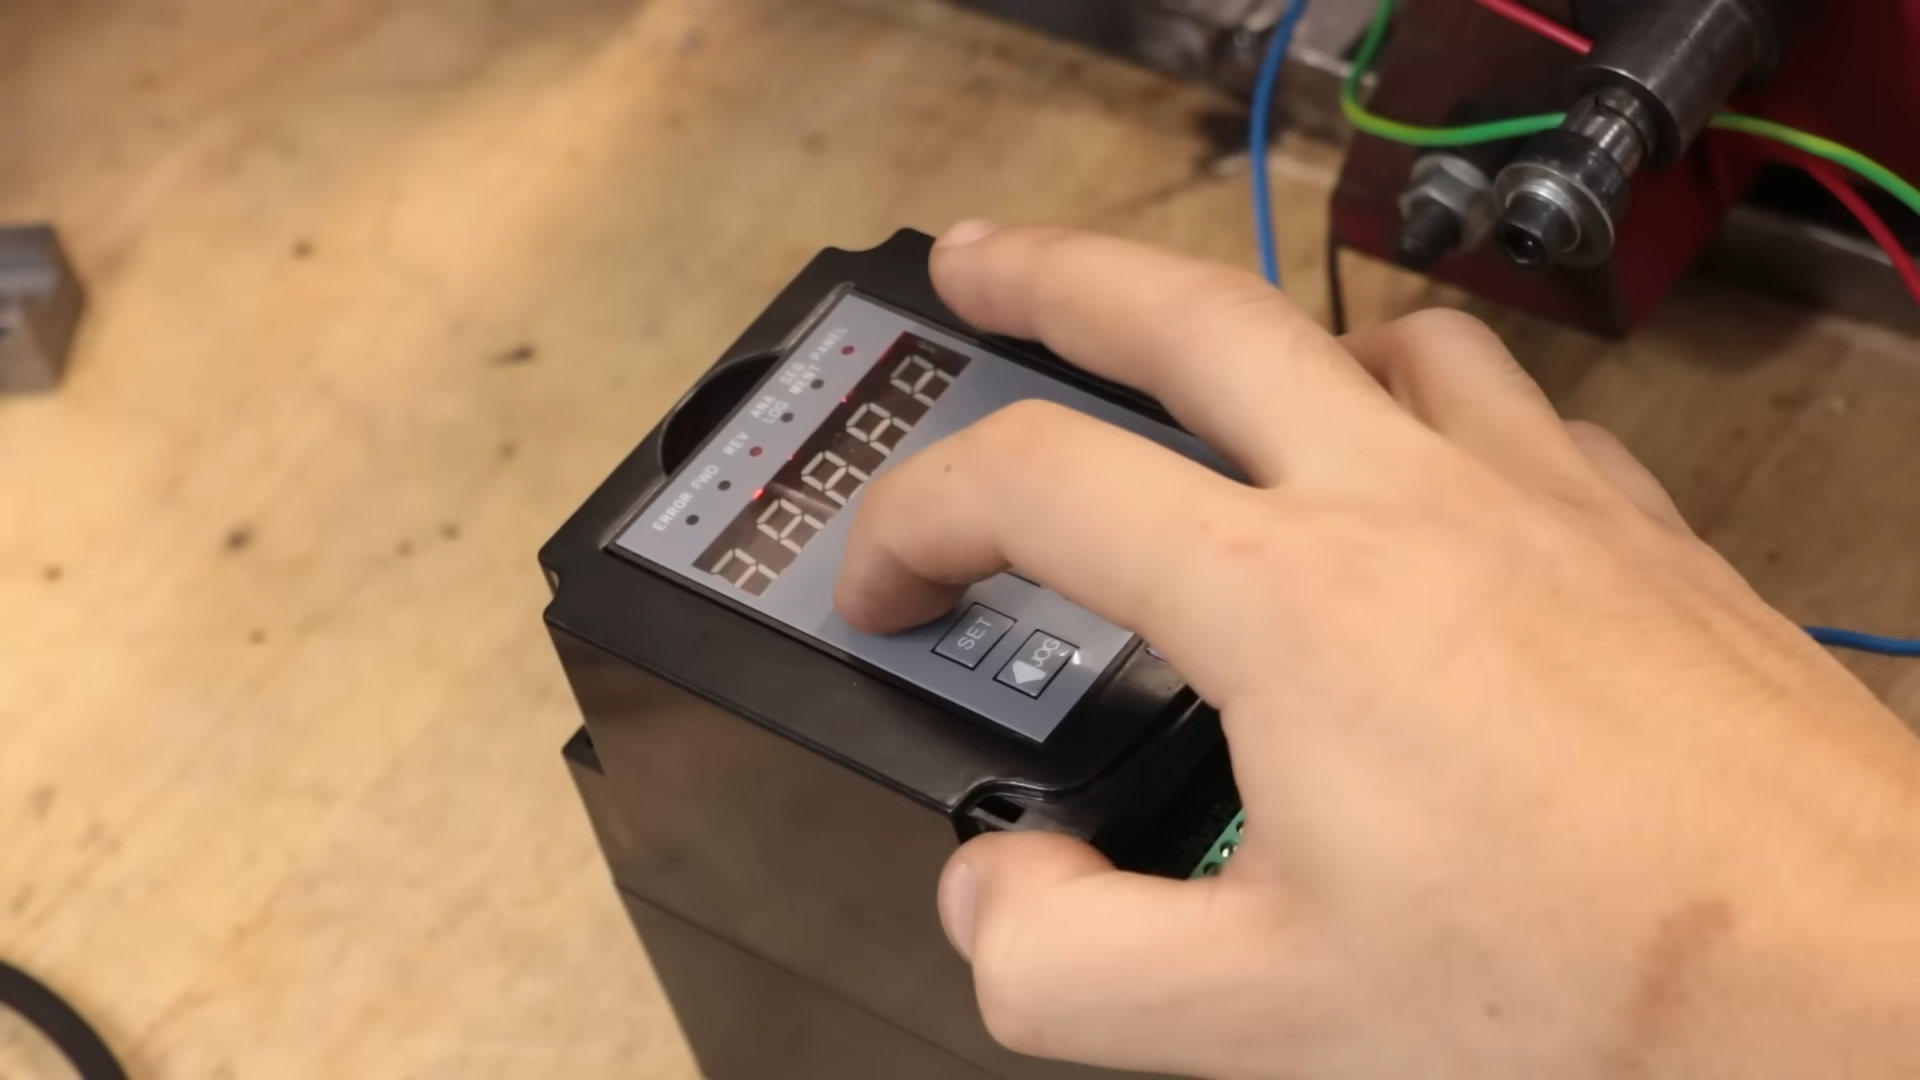 ERROR
FWD
REV
ANA
LOG
SEG
MENT
PANEL
SET
JOG